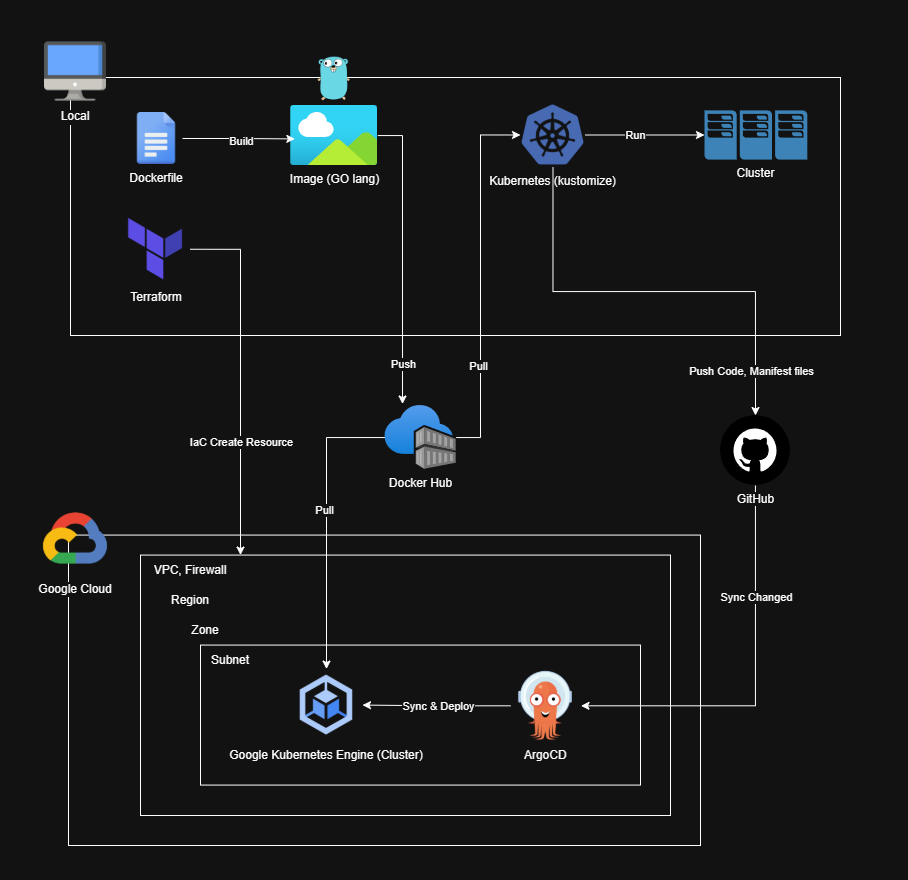 Local
Dockerfile
Build
Image (GO lang)
Kubernetes (kustomize)
Run
Cluster
Terraform
Push
Pull
Push Code, Manifest files
IaC Create Resource
Docker Hub
GitHub
Pull
Google Cloud
VPC, Firewall
Region
Zone
Subnet
Sync Changed
Sync & Deploy
Google Kubernetes Engine (Cluster)
ArgoCD